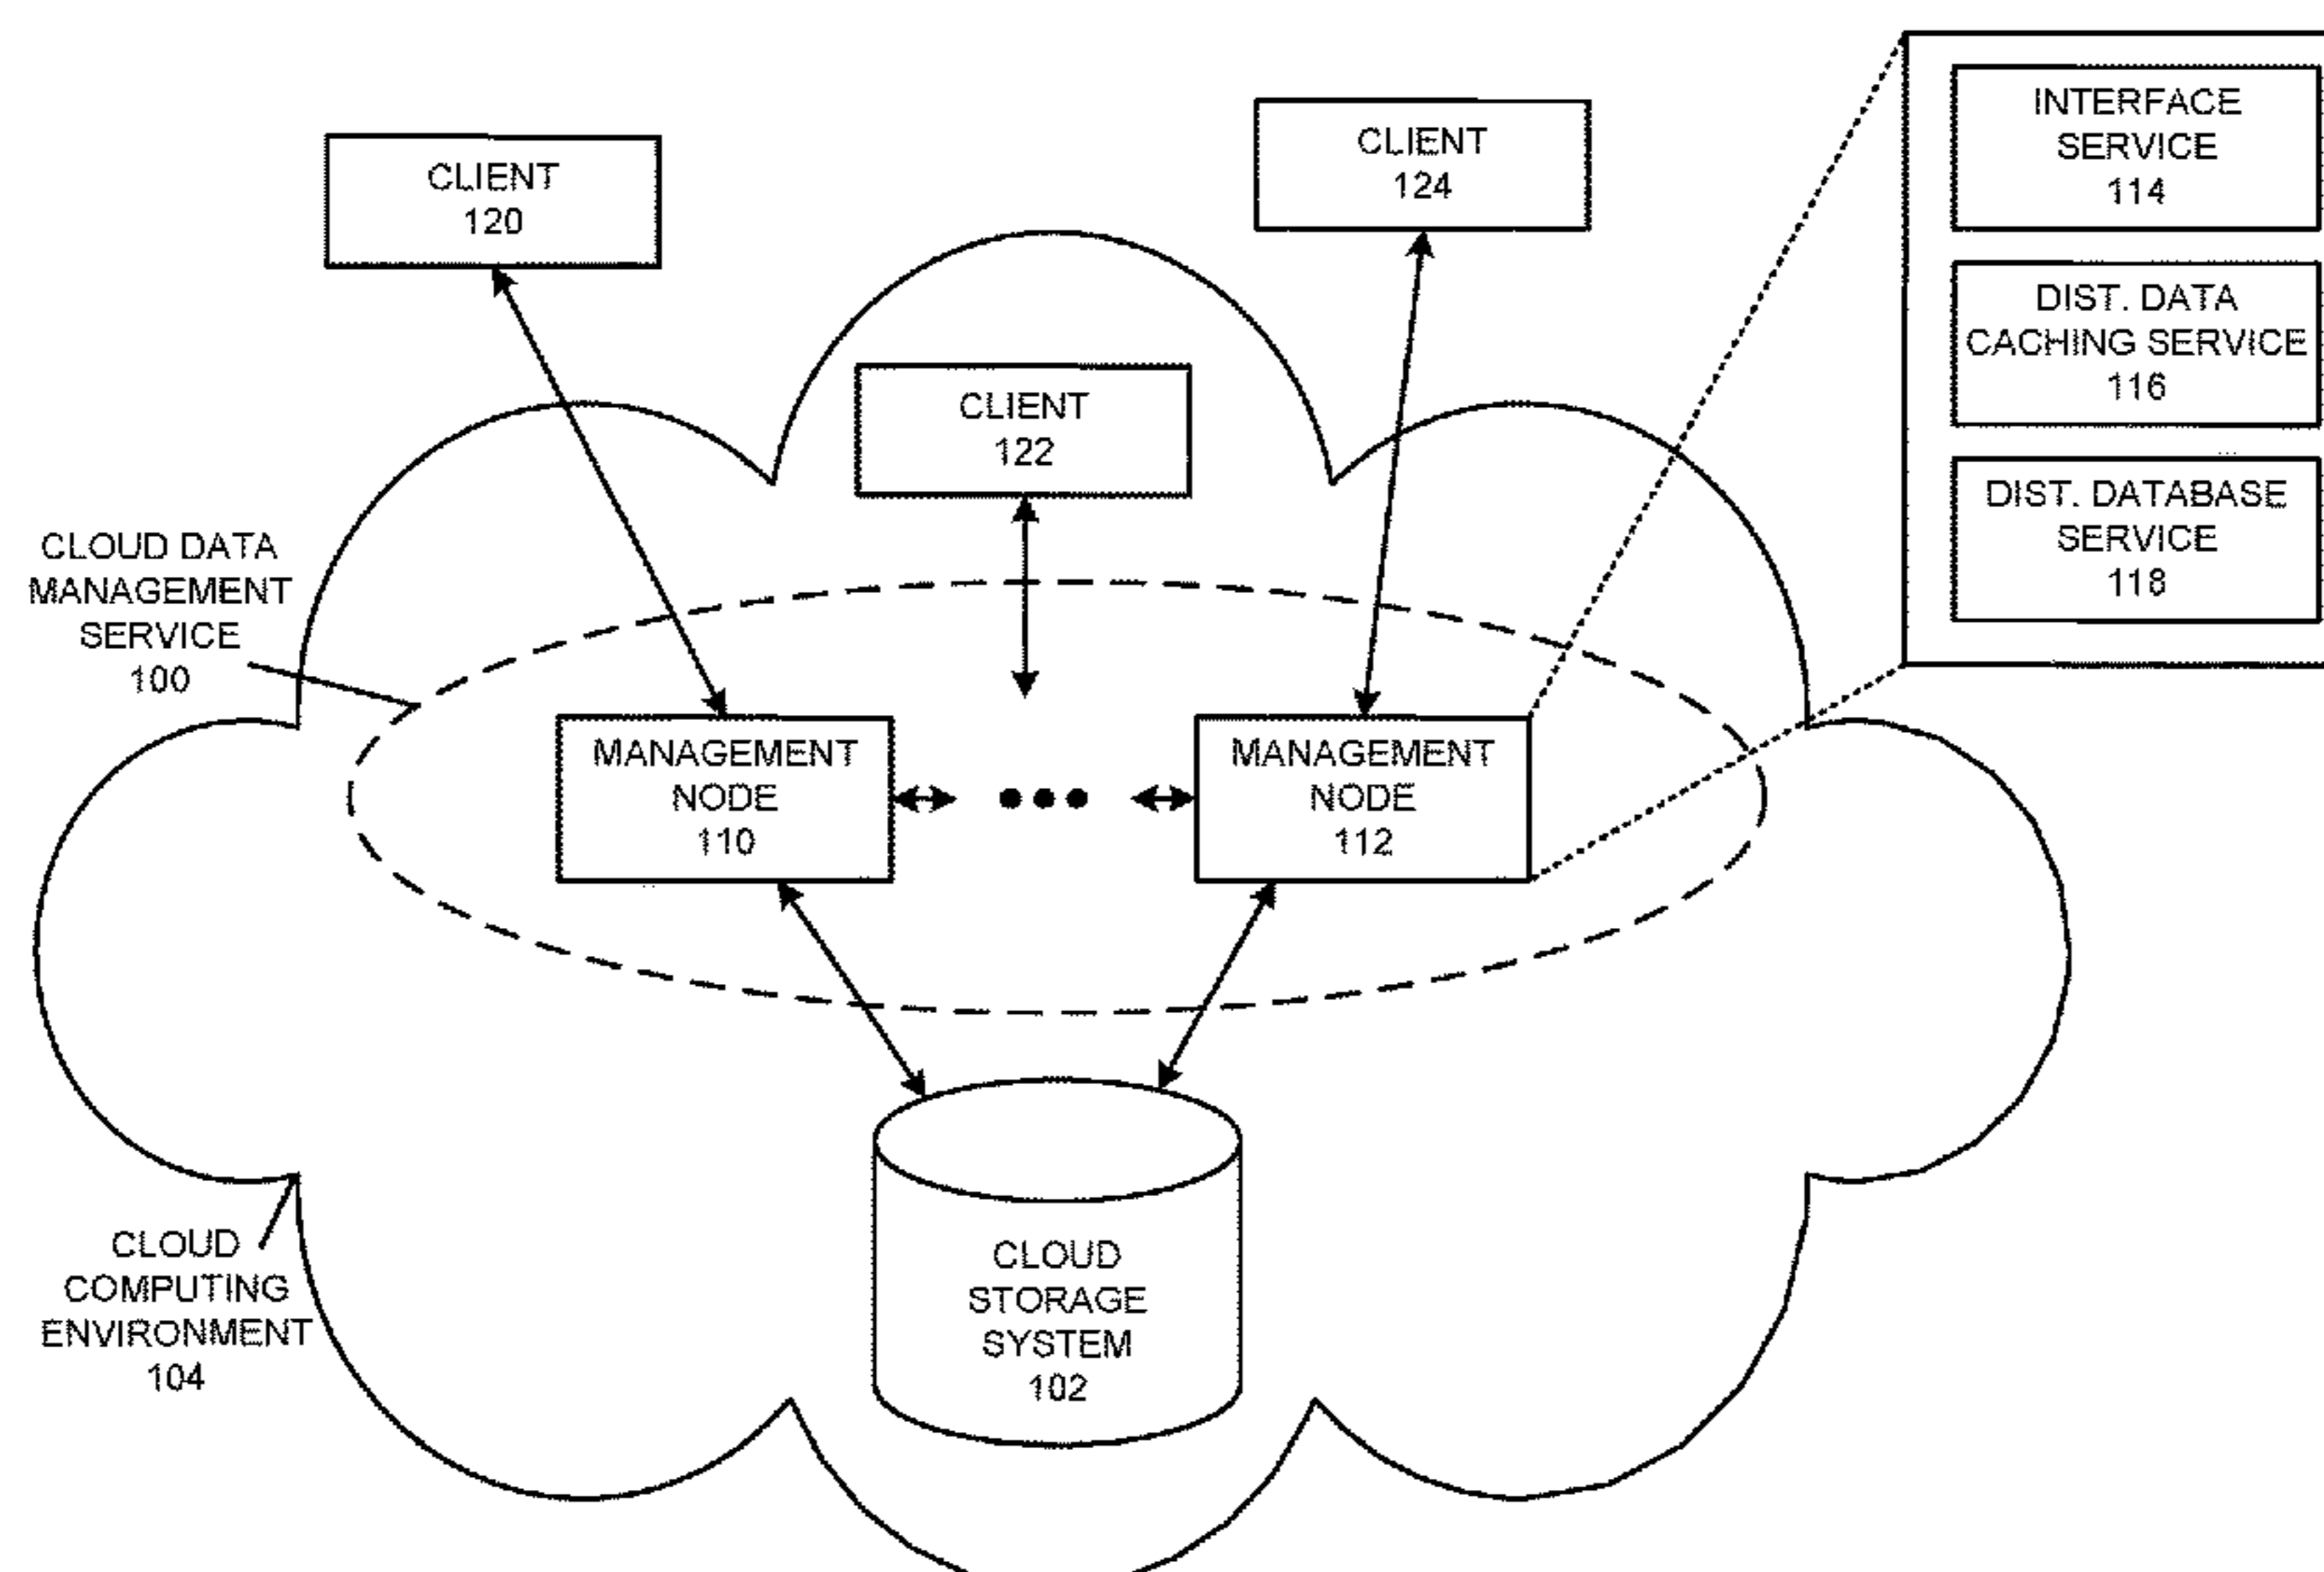 CLIENT
120
CLIENT
124
INTERFACE
SERVICE
114
DIST. DATA
CACHING SERVICE
116
DIST. DATABASE
SERVICE
118
CLIENT
122
CLOUD DATA
MANAGEMENT
SERVICE
100
MANAGEMENT
NODE
110
MANAGEMENT
NODE
112
CLOUD
COMPUTING
ENVIRONMENT
104
CLOUD
STORAGE
SYSTEM
102